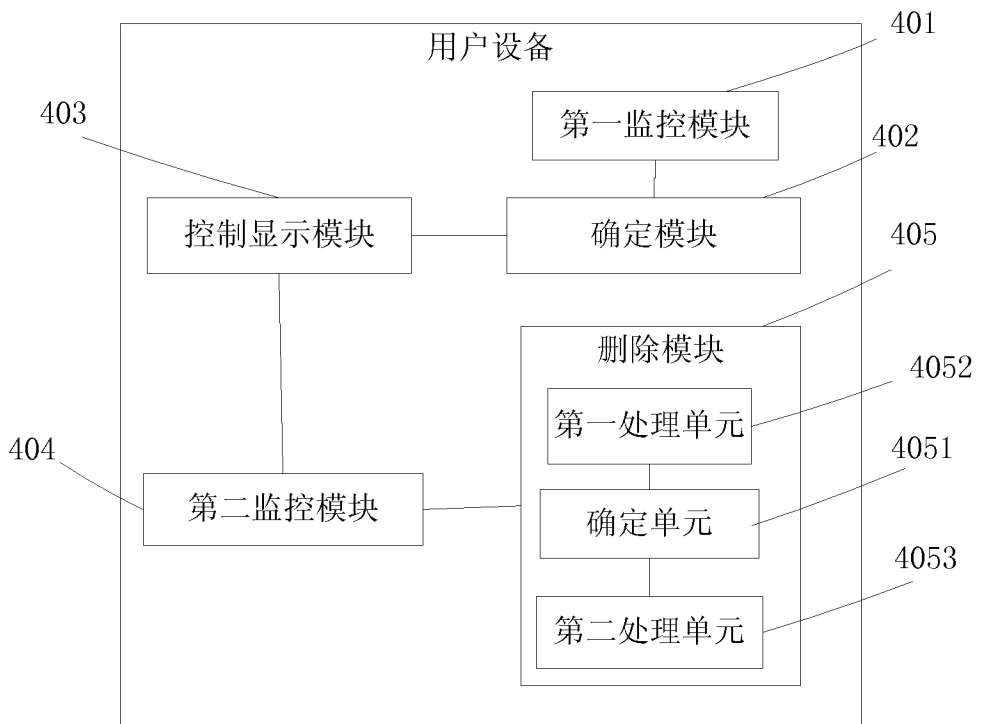 401
用户设备
403
第一监控模块
402
控制显示模块
确定模块
405
删除模块
4052
第一处理单元
404
4051
第二监控模块
确定单元
4053
第二处理单元